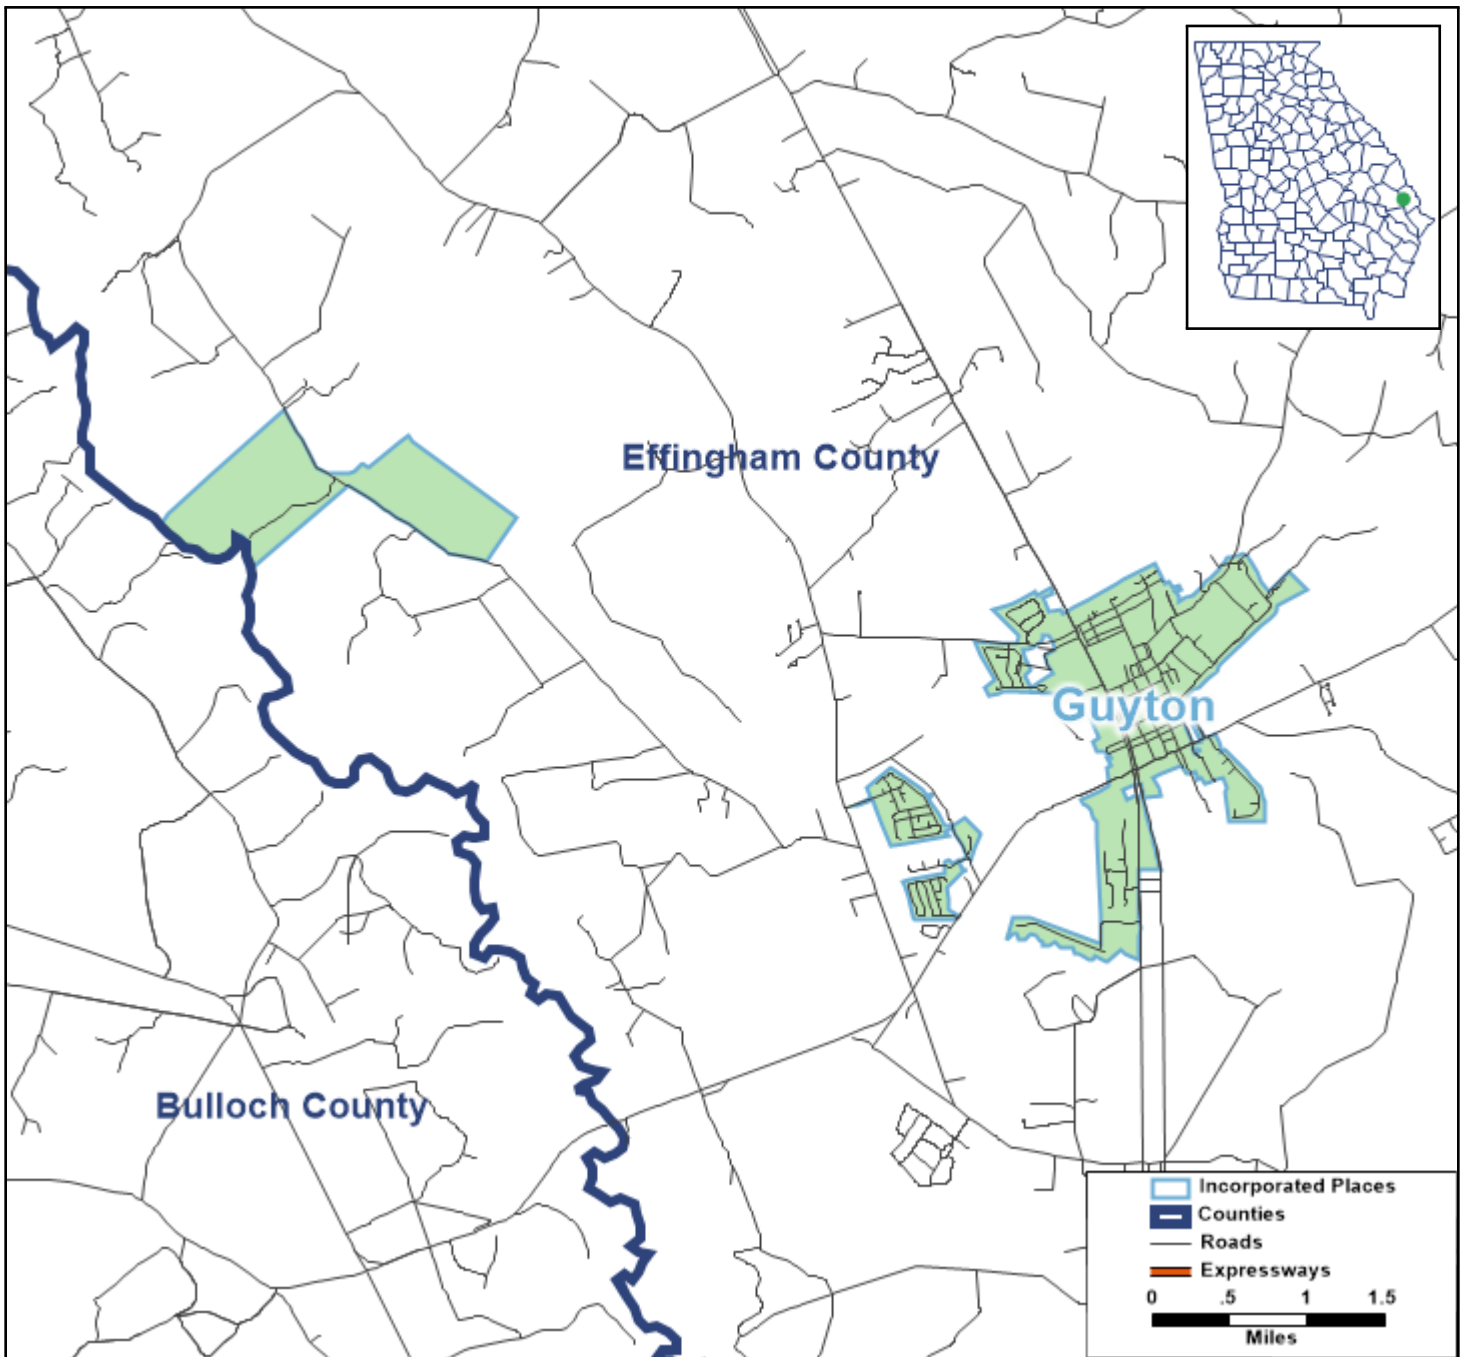 Effingham County
Guyton
Bulloch County
Incorporated Places
Counties
Roads
Expressways
0 .5 1 1.5
Miles